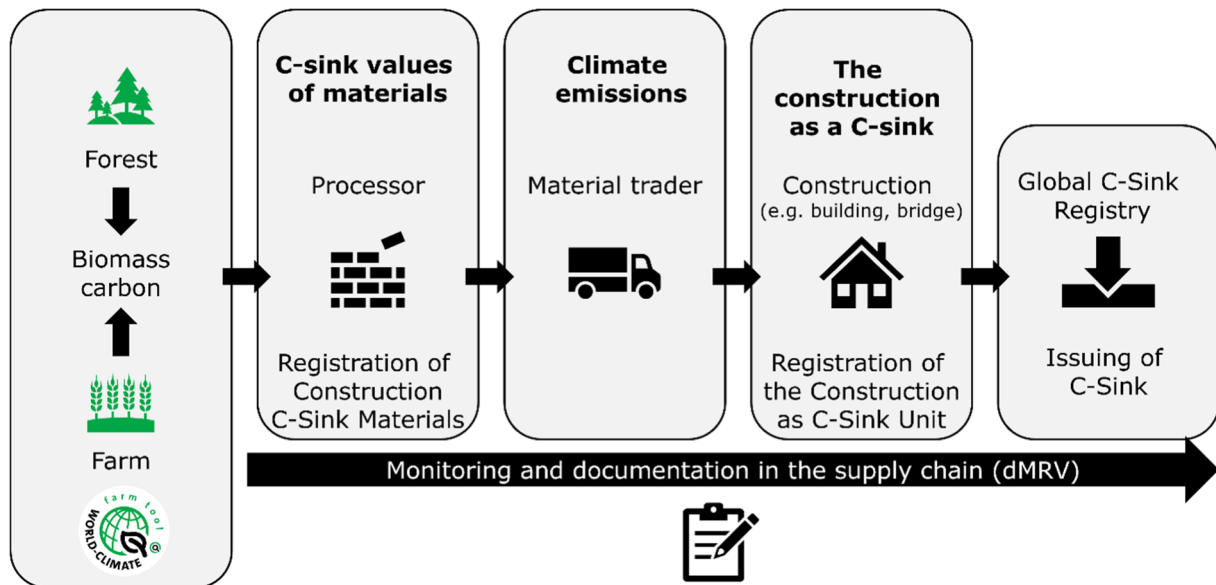 Forest
Biomass
carbon
Farm
farm tool
WORLD-CLIMATE
@
C-sink values
of materials
Processor
Registration of
Construction
C-Sink Materials
Climate
emissions
Material trader
The
construction
as a C-sink
Construction
(e.g. building, bridge)
Registration of
the Construction
as C-Sink Unit
Global C-Sink
Registry
Issuing of
C-Sink
Monitoring and documentation in the supply chain (dMRV)